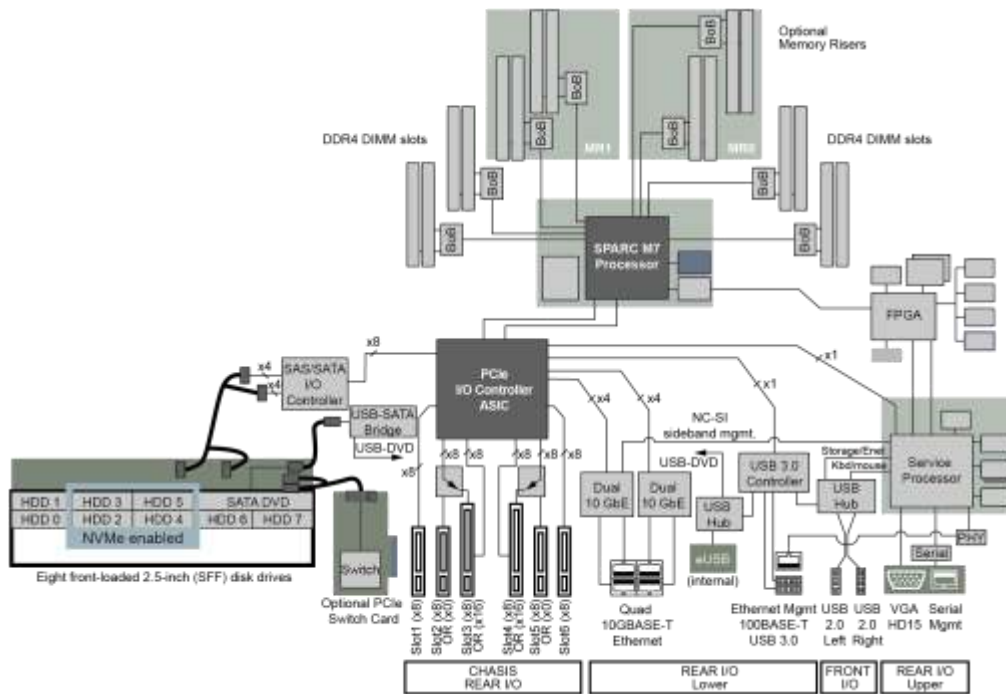 Optional
Memory Risers
BoB
BoB
BoB
BoB
MR1
DDR4 DIMM slots
DDR4 DIMM slots
BoB
BoB
BoB
BoB
SPARC M7
Processor
FPGA
x8
x1
x4
x4
SAS/SATA
I/O
Controller
PCIe
I/O Controller
ASIC
x4
x4
x1
USB-SATA
Bridge
USB-DVD
NC-SI
sideband mgmt.
USB-DVD
Storage/Enet
Kbd/mouse
Service
Processor
x8
x8
x8
x8
x8
x8
Dual
10 GbE
Dual
10 GbE
USB 3.0
Controller
USB
Hub
USB
Hub
HDD 1
HDD 3
HDD 5
SATA DVD
HDD 0
HDD 2
HDD 4
HDD 6
HDD 7
NVMe enabled
Eight front-loaded 2.5-inch (SFF) disk drives
Switch
Optional PCIe
Switch Card
eUSB
(internal)
PHY
Serial
Slot1 (x8)
Slot2 (x8)
OR (x0)
Slot3 (x8)
OR (x16)
Slot4 (x8)
OR (x16)
Slot5 (x8)
OR (x0)
Slot6 (x8)
Quad
10GBASE-T
Ethernet
Ethernet Mgmt
100BASE-T
USB 3.0
USB
2.0
Left
USB
2.0
Right
VGA
HD15
Serial
Mgmt
CHASIS
REAR I/O
REAR I/O
Lower
FRONT
I/O
REAR I/O
Upper